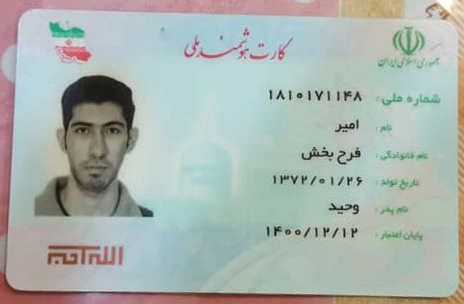 جمهوری اسلامی ایران
کارت هوشمند ملی
شماره ملی: ۱۸۱۰۱۷۱۱۴۸
نام: امیر
نام خانوادگی: فرح بخش
تاریخ تولد: ۱۳۷۲/۰۱/۲۶
نام پدر: وحید
پایان اعتبار: ۱۴۰۰/۱۲/۱۲
الله اکبر